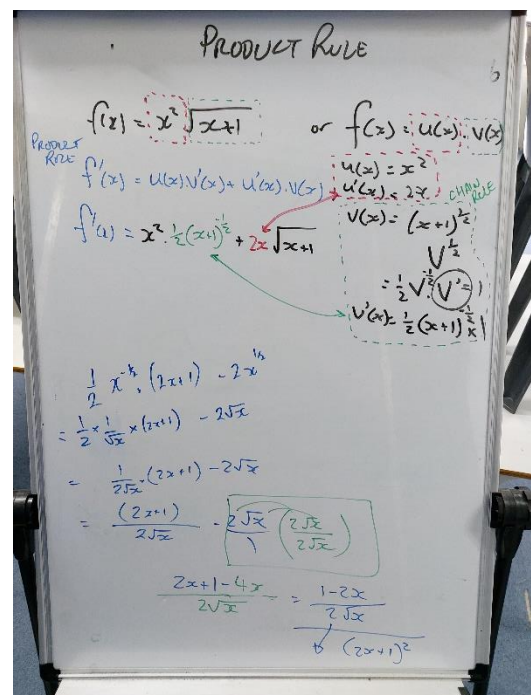 PRODUCT RULE
6
f(x) = x² √(x+1) or f(x) = u(x) . v(x)
PRODUCT RULE
f'(x) = u(x)v'(x) + u'(x).v(x)
f'(x) = x² . ½(x+1)^-½ + 2x √(x+1)
u(x) = x²
u'(x) = 2x
CHAIN RULE
v(x) = (x+1)^½
V^½
= ½ V^-½ . V' = 1
v'(x) = ½ (x+1)^-½ x 1
½ x^-½ . (2x+1) - 2x^½
= ½ × 1/√x × (2x+1) - 2√x
= 1/2√x . (2x+1) - 2√x
= (2x+1)/2√x - 2√x/1 (2√x/2√x)
(2x+1-4x)/2√x = (1-2x)/2√x
(2x+1)²